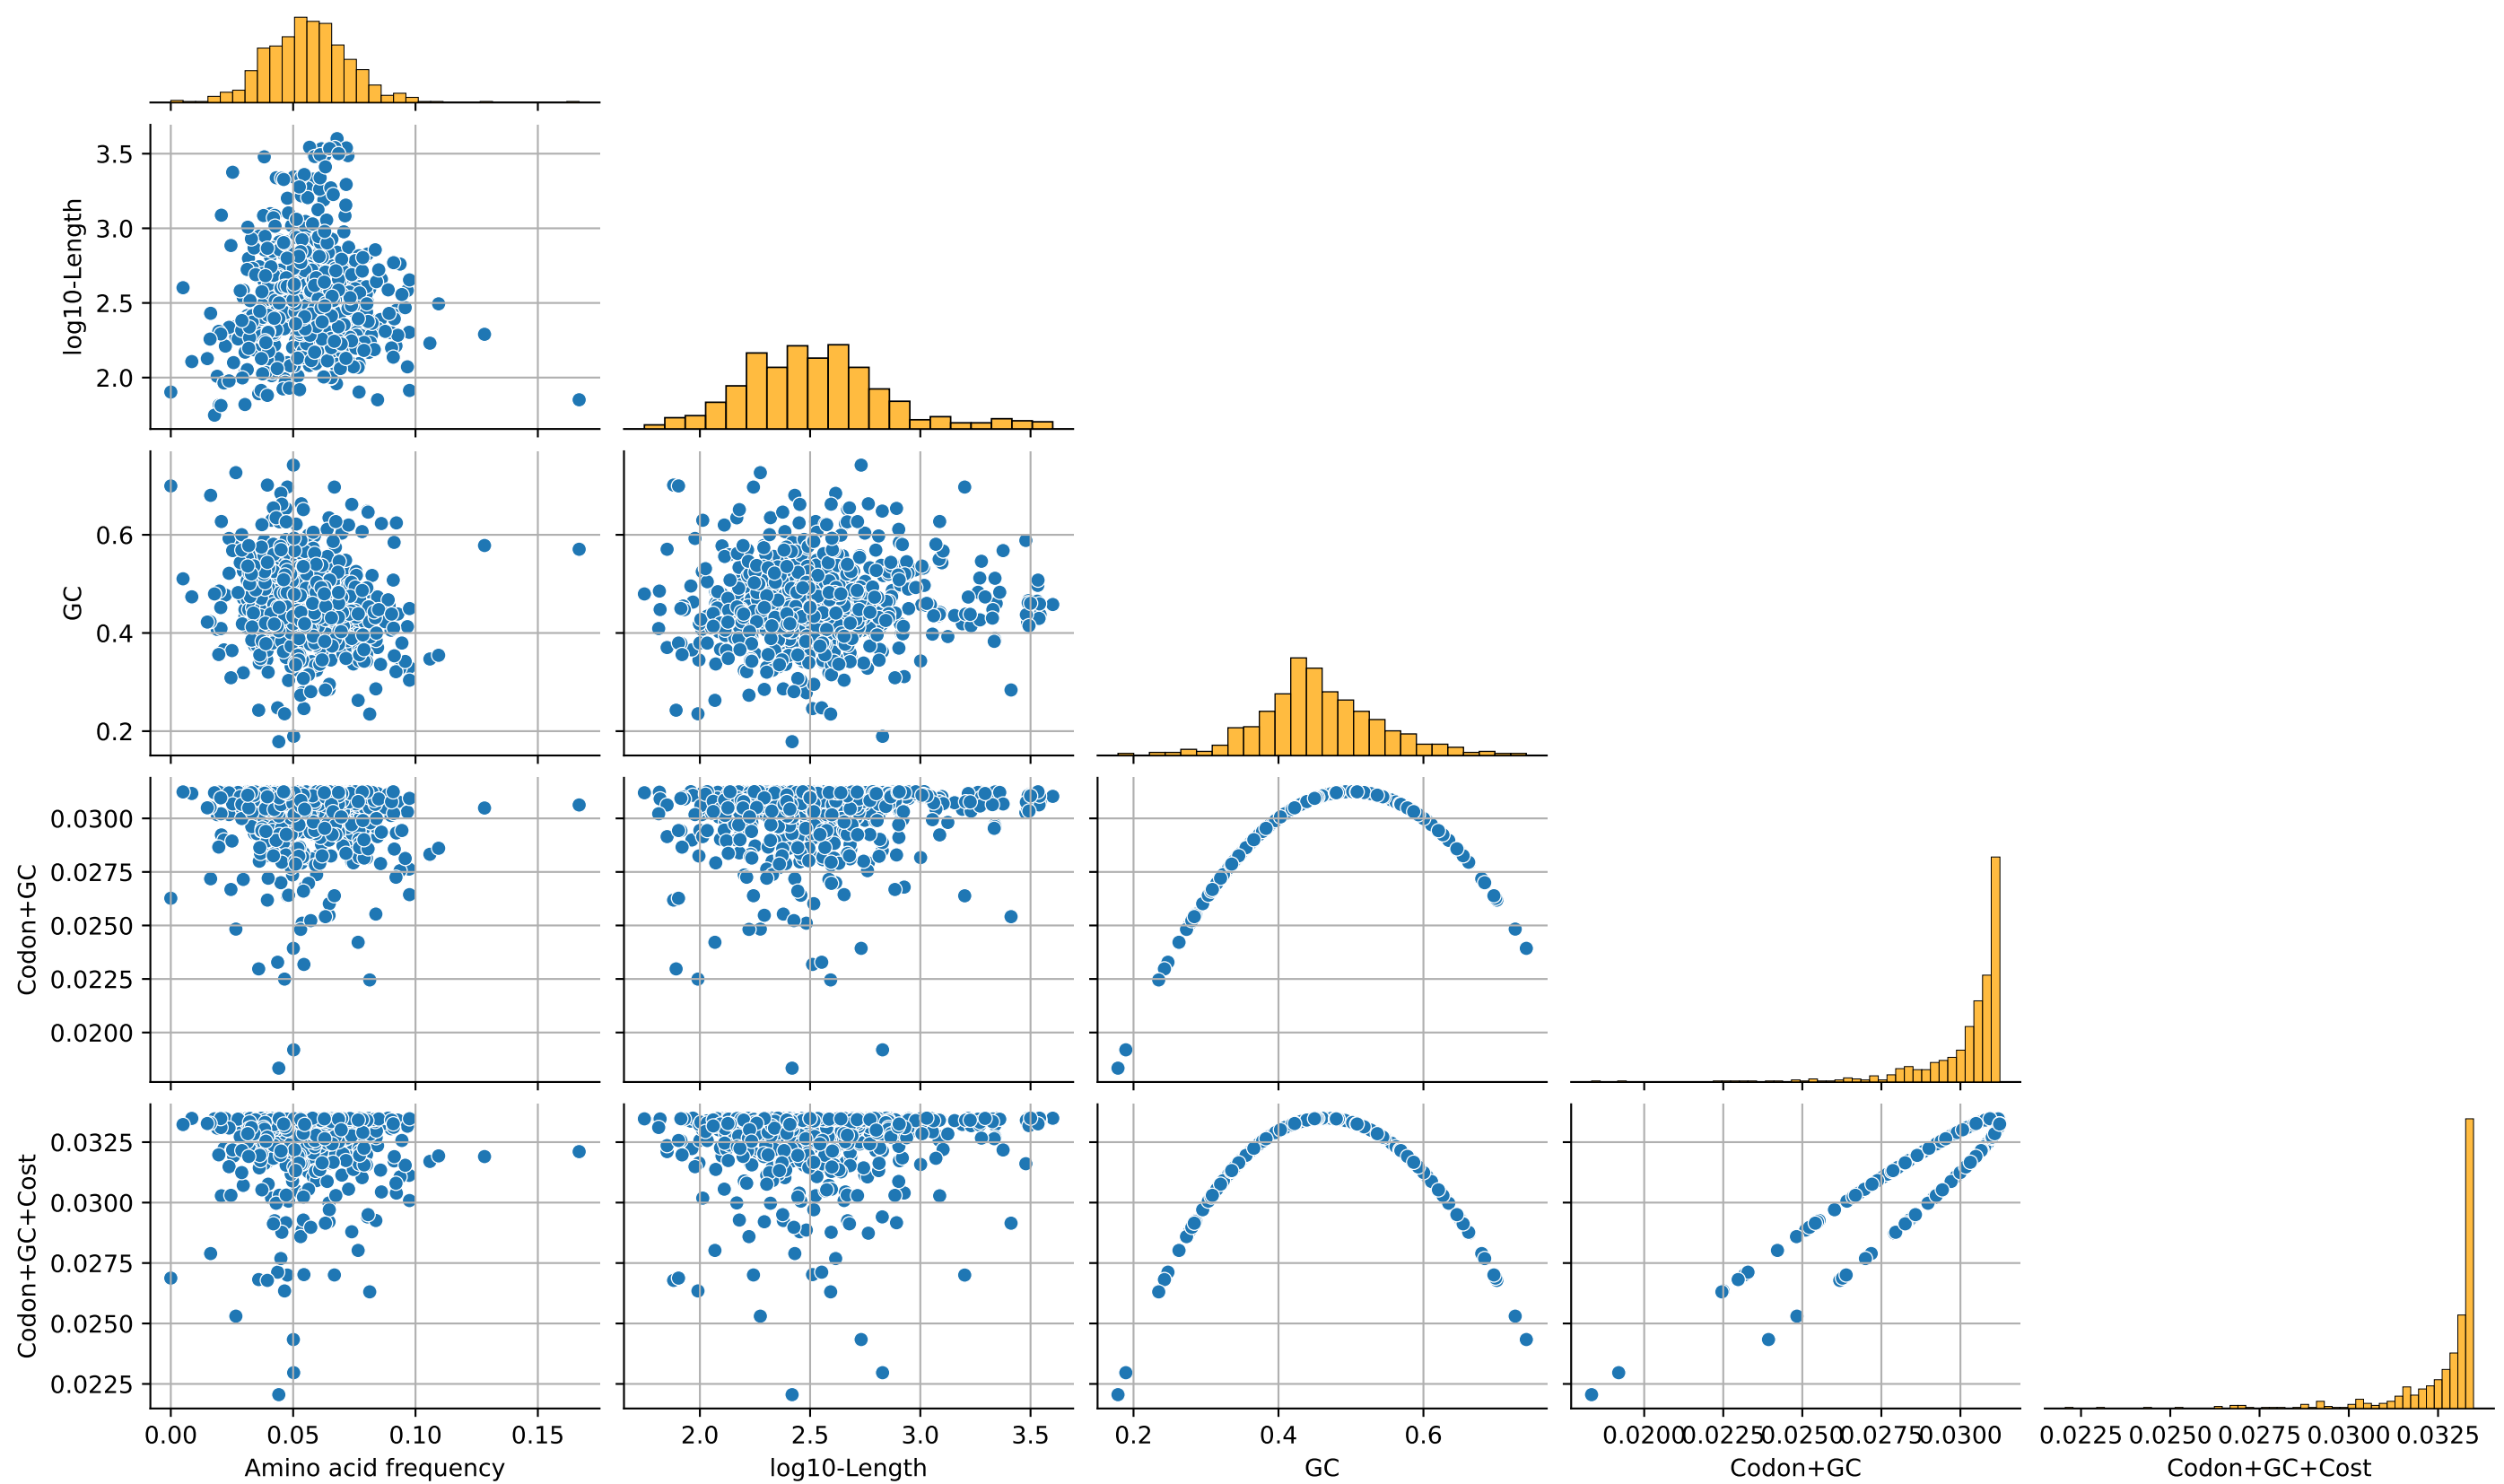 3.5
3.0
2.5
2.0
log10-Length
0.6
0.4
0.2
GC
0.0300
0.0275
0.0250
0.0225
0.0200
Codon+GC
0.0325
0.0300
0.0275
0.0250
0.0225
Codon+GC+Cost
0.00 0.05 0.10 0.15
2.0 2.5 3.0 3.5
0.2 0.4 0.6
0.0200 0.0225 0.0250 0.0275 0.0300
0.0225 0.0250 0.0275 0.0300 0.0325
Amino acid frequency
log10-Length
GC
Codon+GC
Codon+GC+Cost